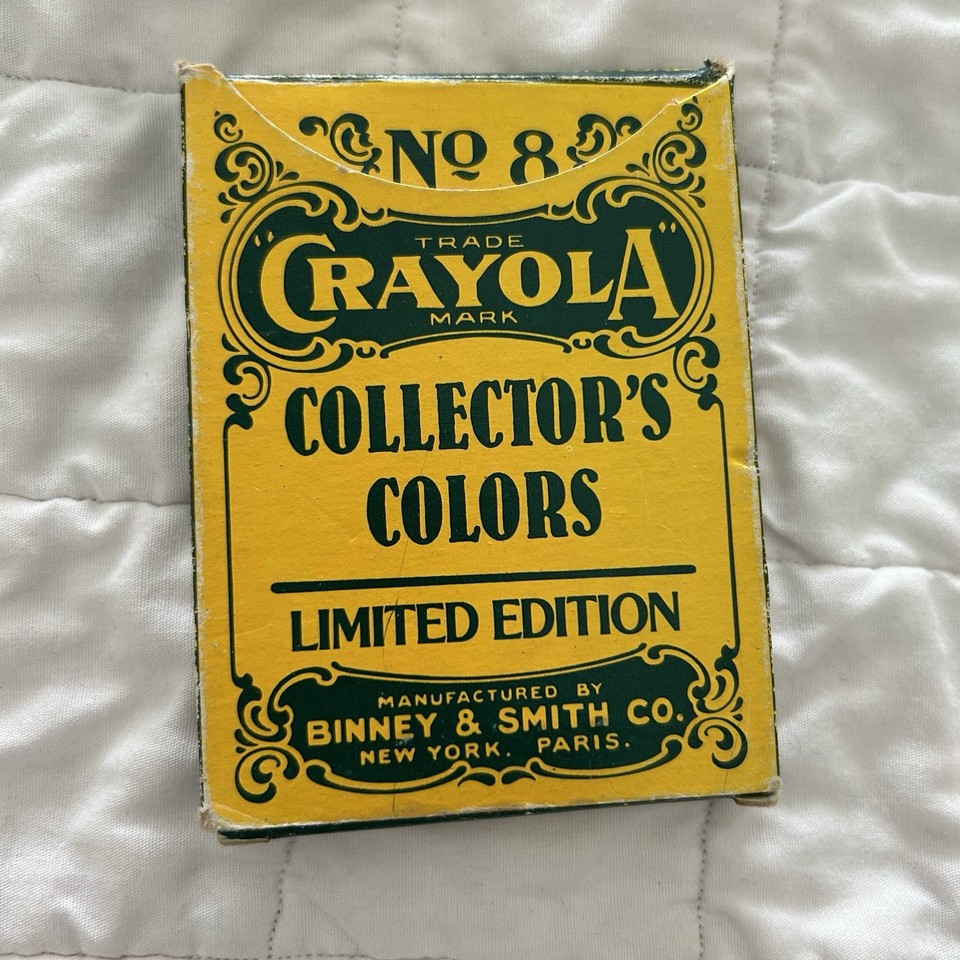 Nº 8
TRADE
"CRAYOLA"
MARK
COLLECTOR'S
COLORS
LIMITED EDITION
MANUFACTURED BY
BINNEY & SMITH CO.
NEW YORK. PARIS.